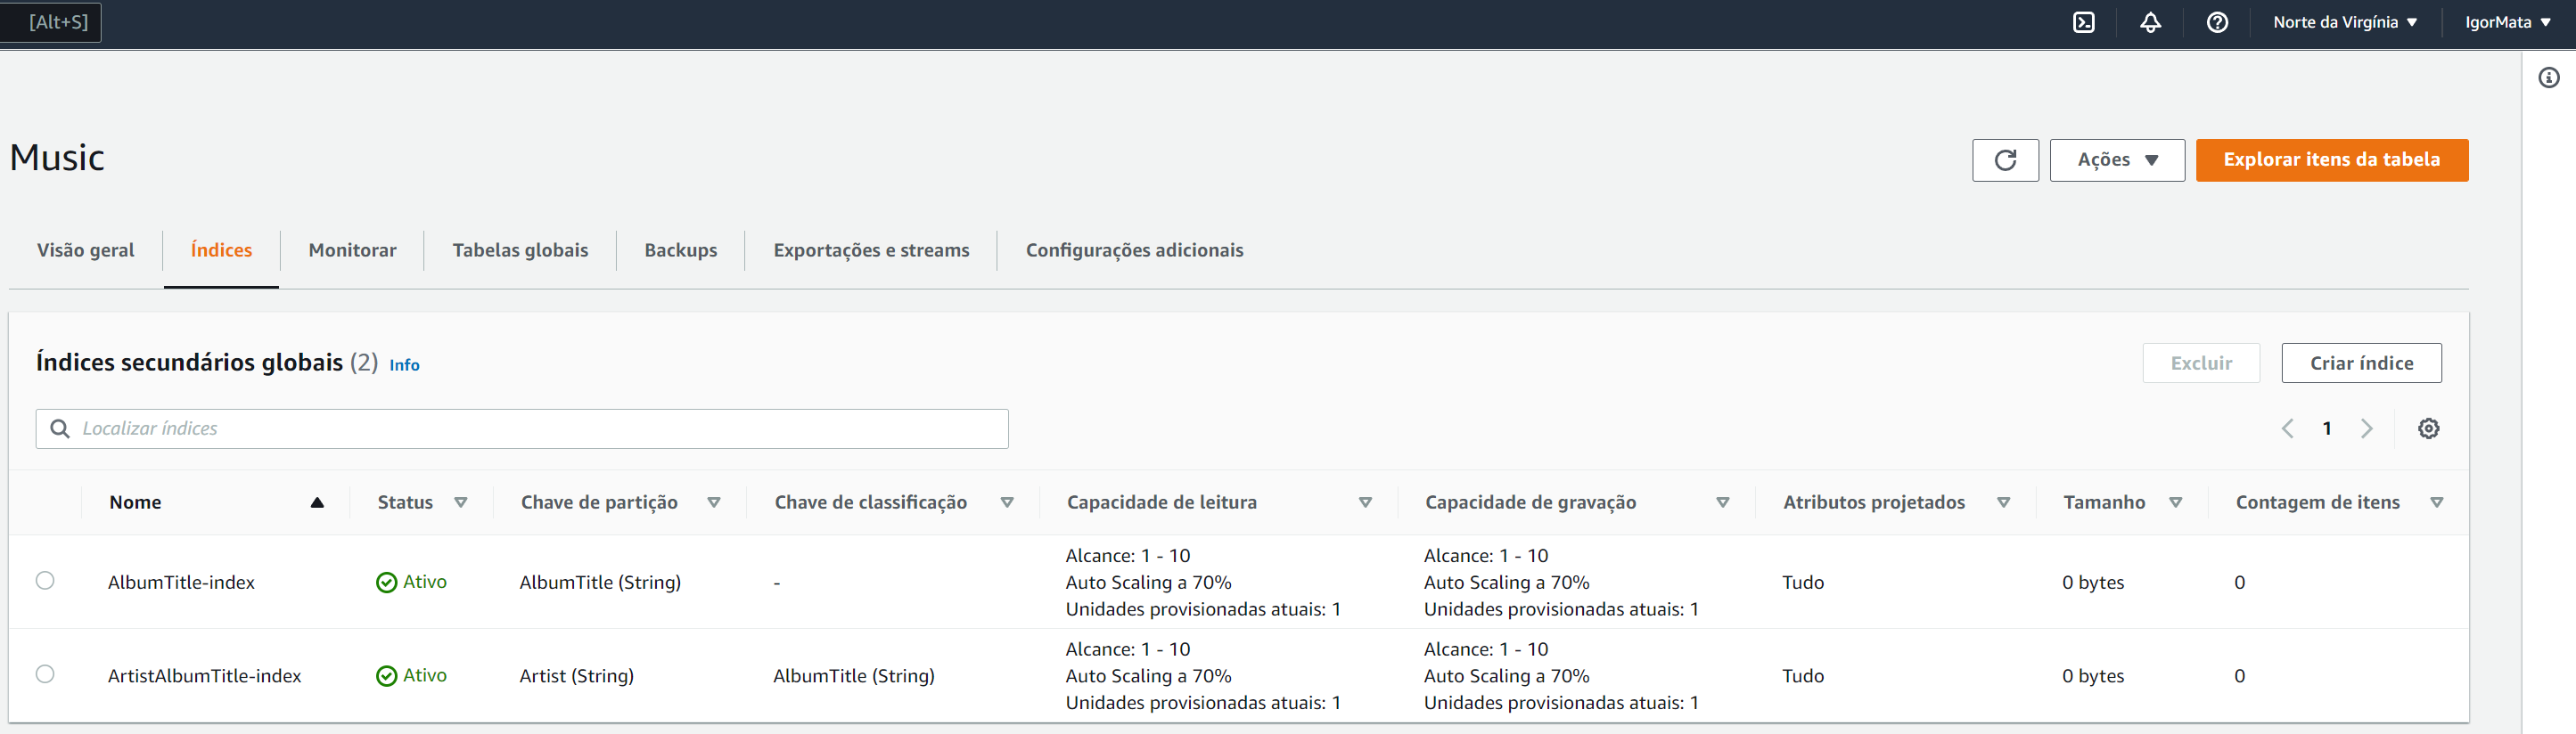 [Alt+S] Norte da Virgínia IgorMata
Music
Ações
Explorar itens da tabela
Visão geral Índices Monitorar Tabelas globais Backups Exportações e streams Configurações adicionais
Índices secundários globais (2) Info
Excluir Criar índice
Localizar índices
1
Nome Status Chave de partição Chave de classificação Capacidade de leitura Capacidade de gravação Atributos projetados Tamanho Contagem de itens
AlbumTitle-index
Ativo
AlbumTitle (String)
-
Alcance: 1 - 10
Auto Scaling a 70%
Unidades provisionadas atuais: 1
Alcance: 1 - 10
Auto Scaling a 70%
Unidades provisionadas atuais: 1
Tudo
0 bytes
0
ArtistAlbumTitle-index
Ativo
Artist (String)
AlbumTitle (String)
Alcance: 1 - 10
Auto Scaling a 70%
Unidades provisionadas atuais: 1
Alcance: 1 - 10
Auto Scaling a 70%
Unidades provisionadas atuais: 1
Tudo
0 bytes
0